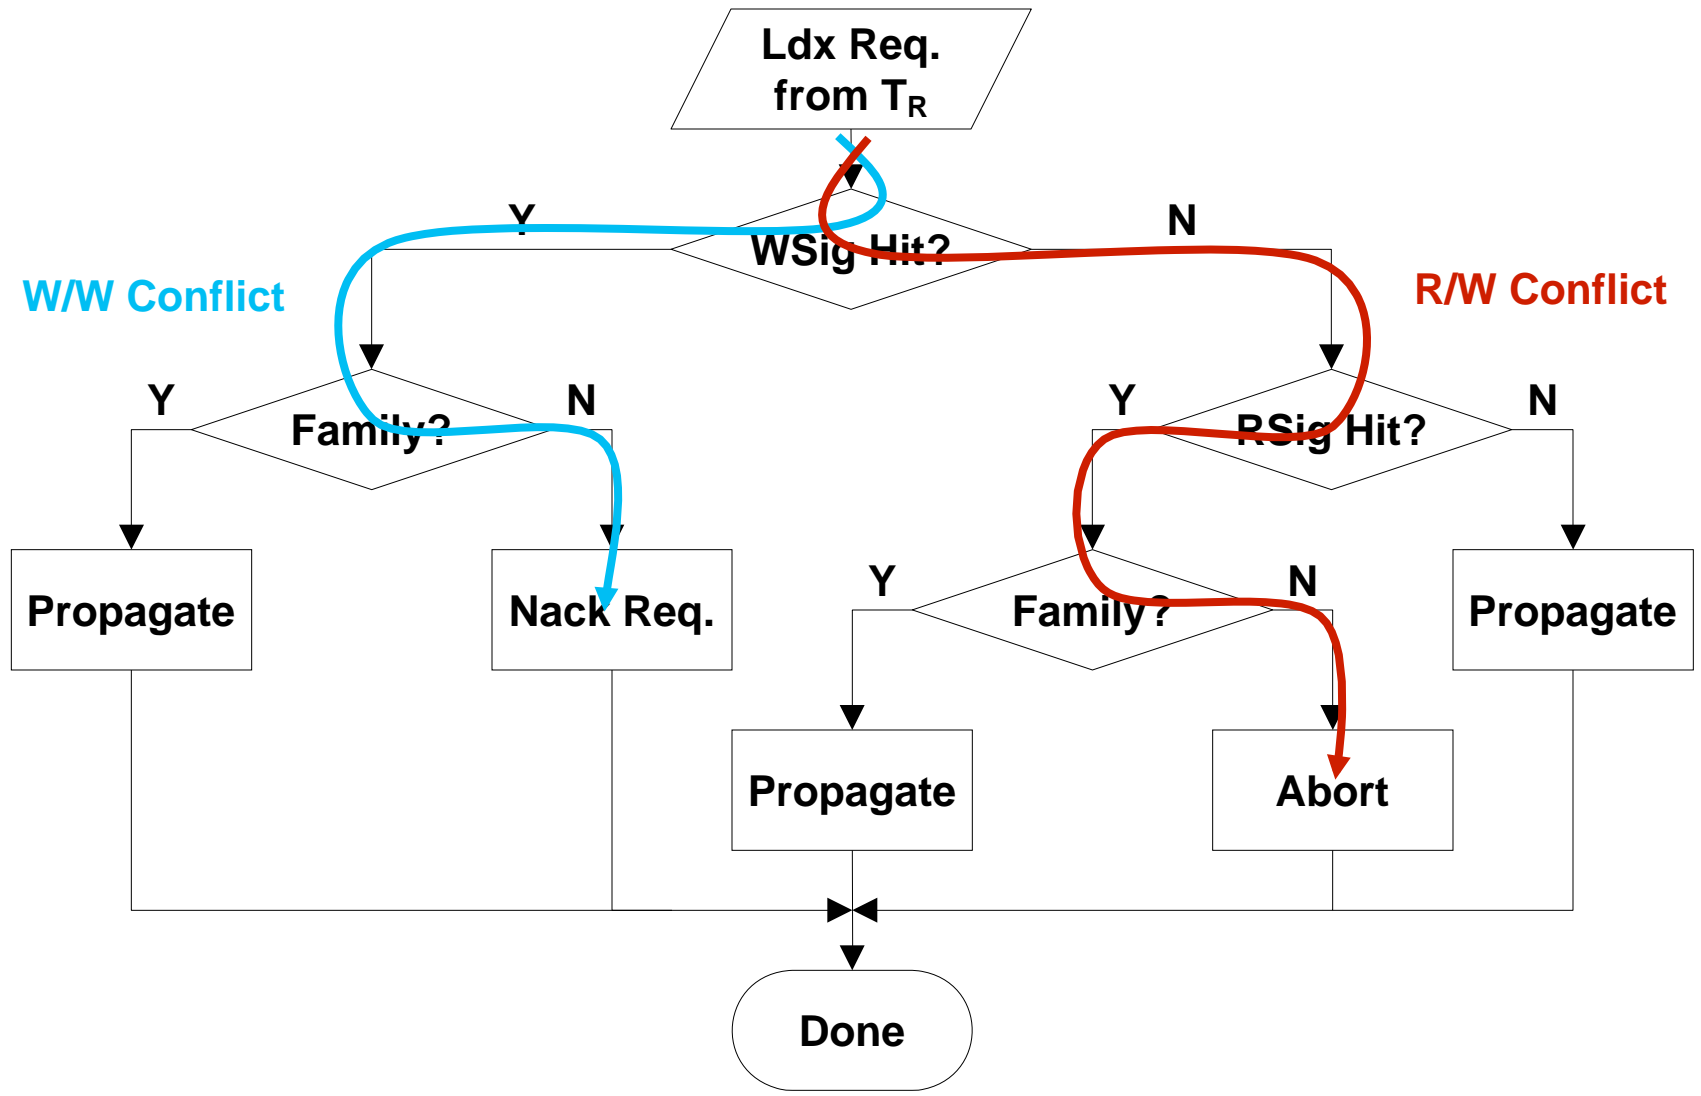 Ldx Req.
from TR
Y
N
WSig Hit?
W/W Conflict
R/W Conflict
Y
N
Family?
Y
N
RSig Hit?
Propagate
Nack Req.
Y
N
Family?
Propagate
Propagate
Abort
Done